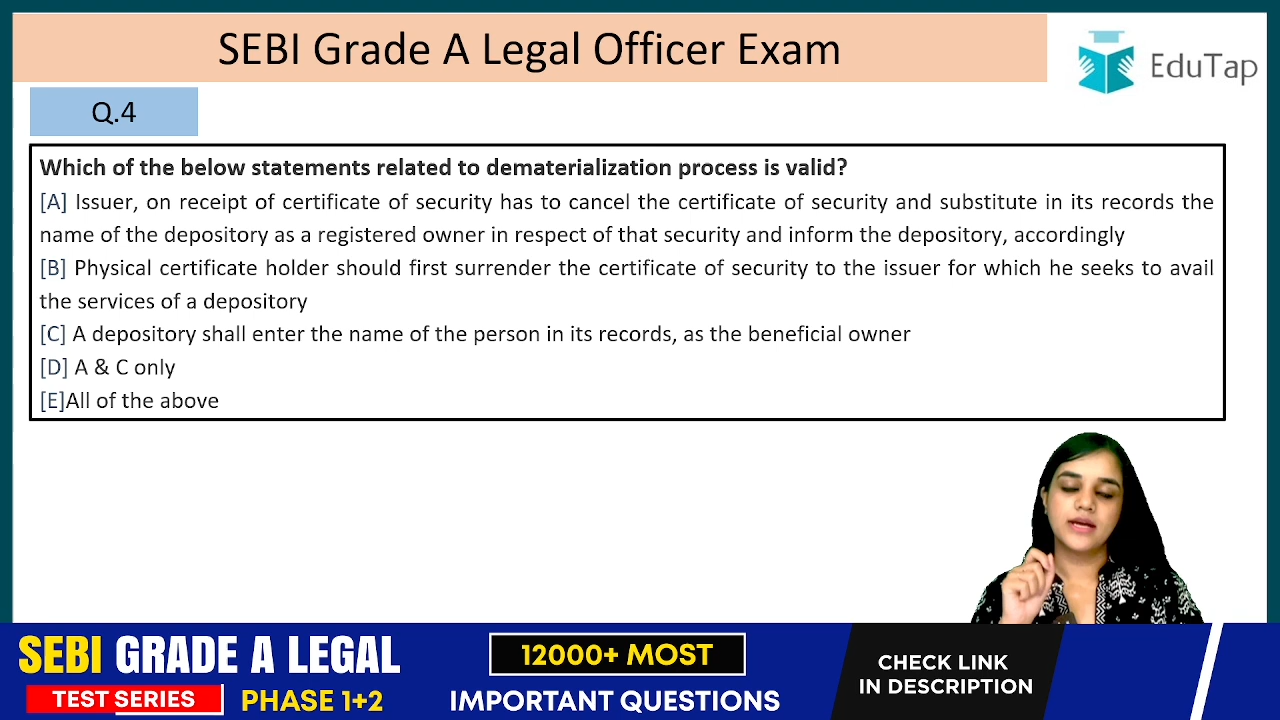 SEBI Grade A Legal Officer Exam
EduTap
Q.4
Which of the below statements related to dematerialization process is valid?
[A] Issuer, on receipt of certificate of security has to cancel the certificate of security and substitute in its records the
name of the depository as a registered owner in respect of that security and inform the depository, accordingly
[B] Physical certificate holder should first surrender the certificate of security to the issuer for which he seeks to avail
the services of a depository
[C] A depository shall enter the name of the person in its records, as the beneficial owner
[D] A & C only
[E]All of the above
SEBI GRADE A LEGAL
TEST SERIES PHASE 1+2
12000+ MOST
IMPORTANT QUESTIONS
CHECK LINK
IN DESCRIPTION